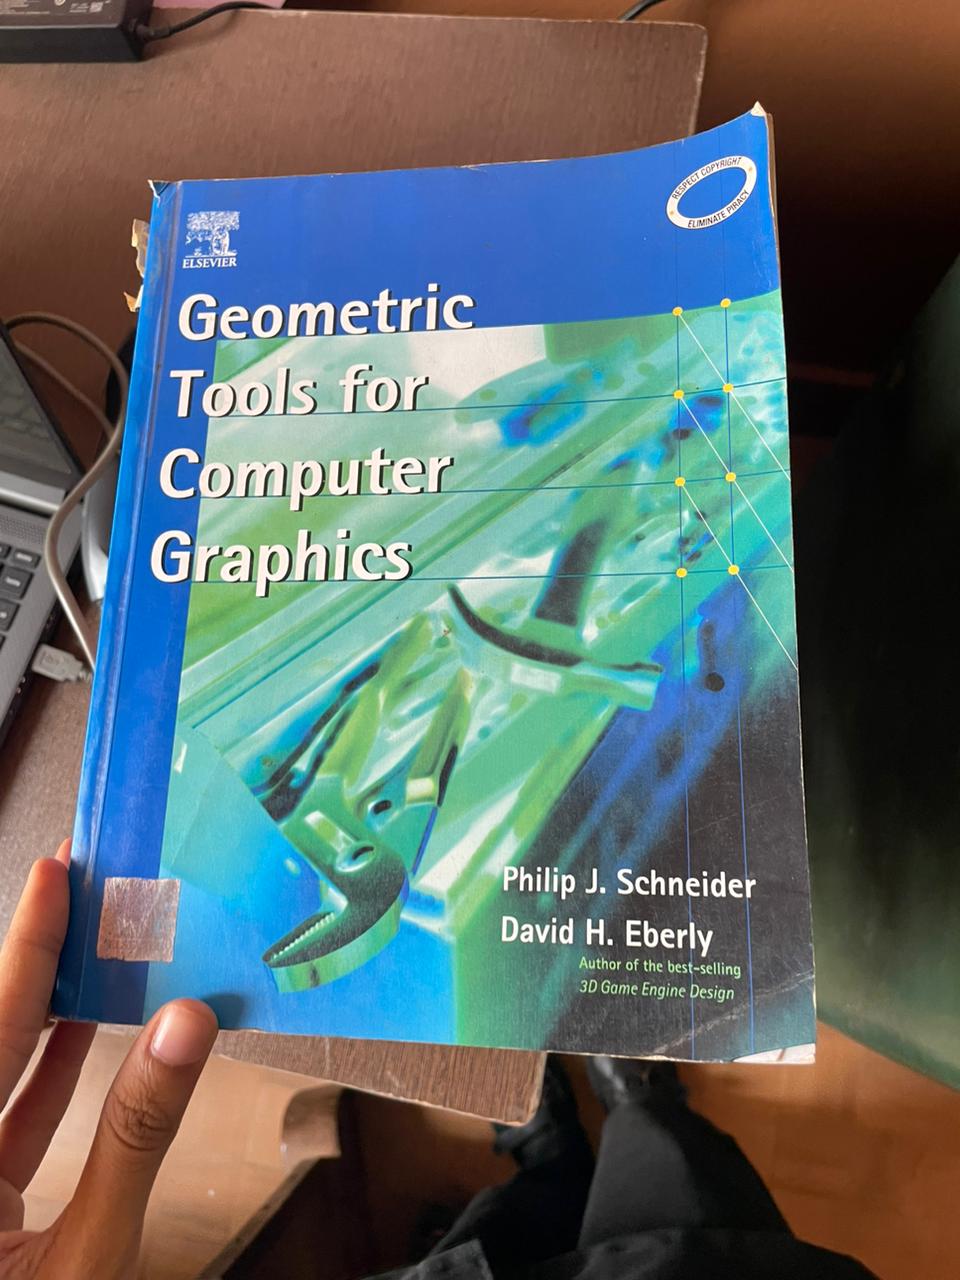 RESPECT COPYRIGHT
ELIMINATE PIRACY
ELSEVIER
Geometric
Tools for
Computer
Graphics
Philip J. Schneider
David H. Eberly
Author of the best-selling
3D Game Engine Design